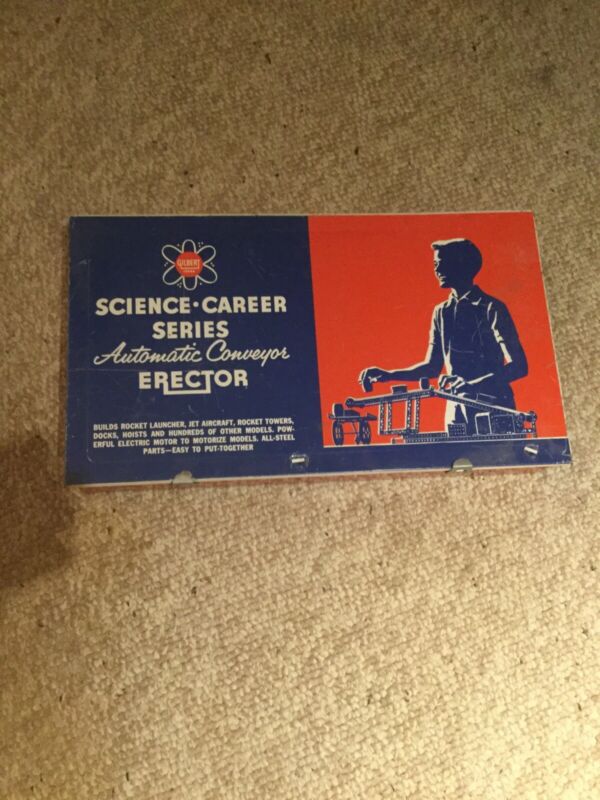 GILBERT
SCIENCE • CAREER
SERIES
Automatic Conveyor
ERECTOR
BUILDS ROCKET LAUNCHER, JET AIRCRAFT, ROCKET TOWERS,
DOCKS, HOISTS AND HUNDREDS OF OTHER MODELS. POW-
ERFUL ELECTRIC MOTOR TO MOTORIZE MODELS. ALL-STEEL
PARTS—EASY TO PUT-TOGETHER